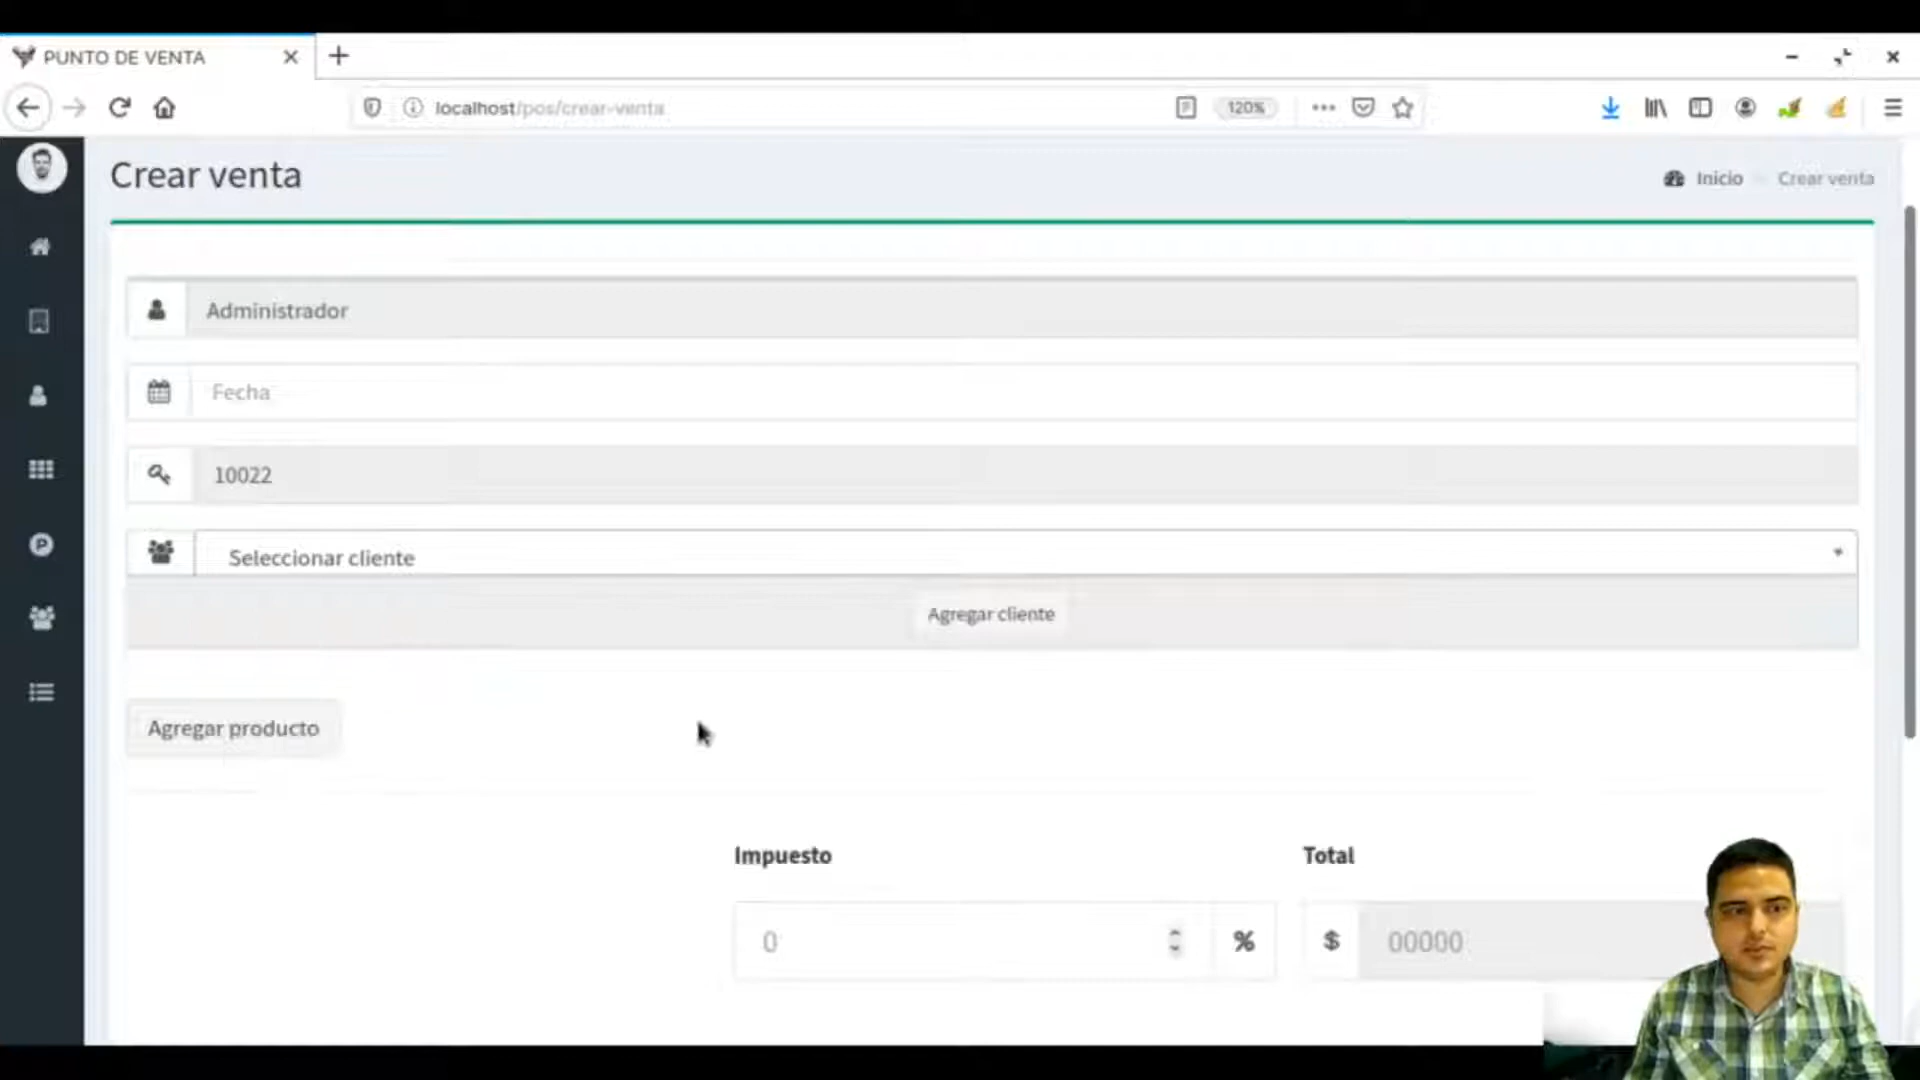 PUNTO DE VENTA
localhost/pos/crear-venta
120%
Crear venta
Inicio
Crear venta
Administrador
Fecha
10022
Seleccionar cliente
Agregar cliente
Agregar producto
Impuesto
Total
0
%
$
00000